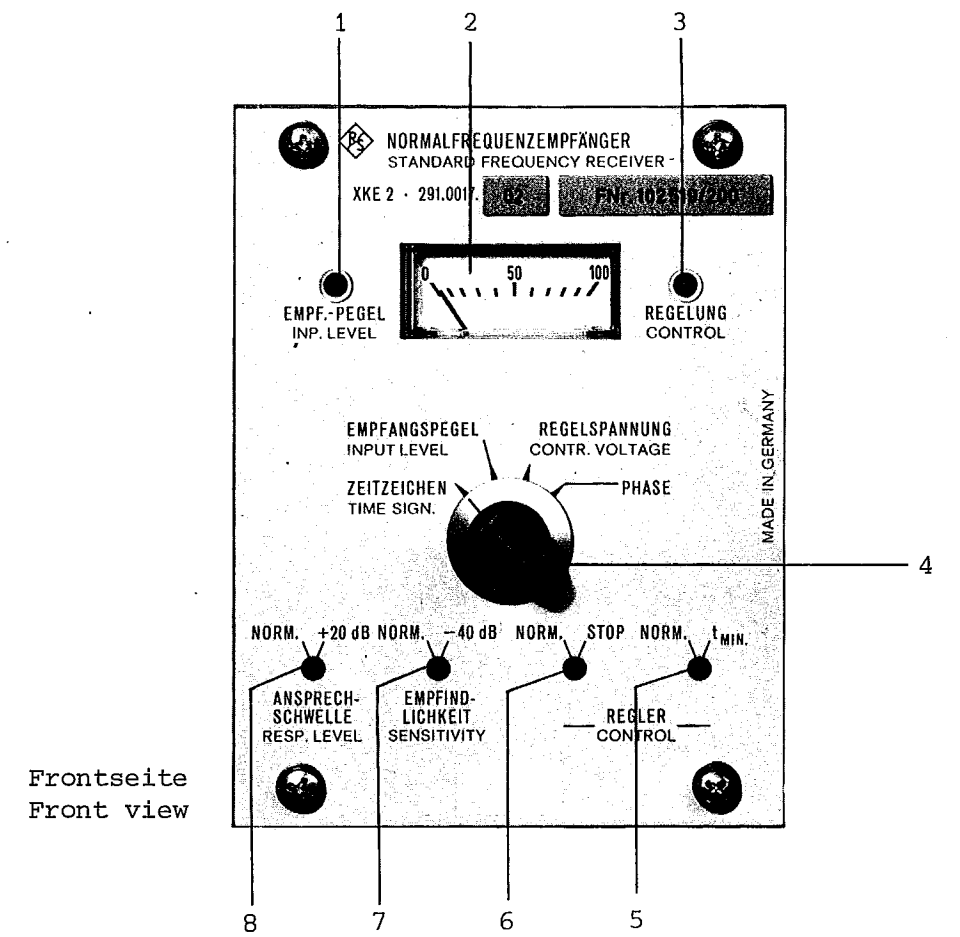 1 2 3
RS NORMALFREQUENZEMPFÄNGER
STANDARD FREQUENCY RECEIVER
XKE 2 · 291.0017. 02
0 50 100
EMPF.-PEGEL
INP. LEVEL
REGELUNG
CONTROL
EMPFANGSPEGEL
INPUT LEVEL
REGELSPANNUNG
CONTR. VOLTAGE
ZEITZEICHEN
TIME SIGN.
PHASE
MADE IN GERMANY
4
NORM. +20 dB NORM. -40 dB NORM. STOP NORM. tMIN.
ANSPRECH-
SCHWELLE
RESP. LEVEL
EMPFIND-
LICHKEIT
SENSITIVITY
REGLER
CONTROL
Frontseite
Front view
8 7 6 5